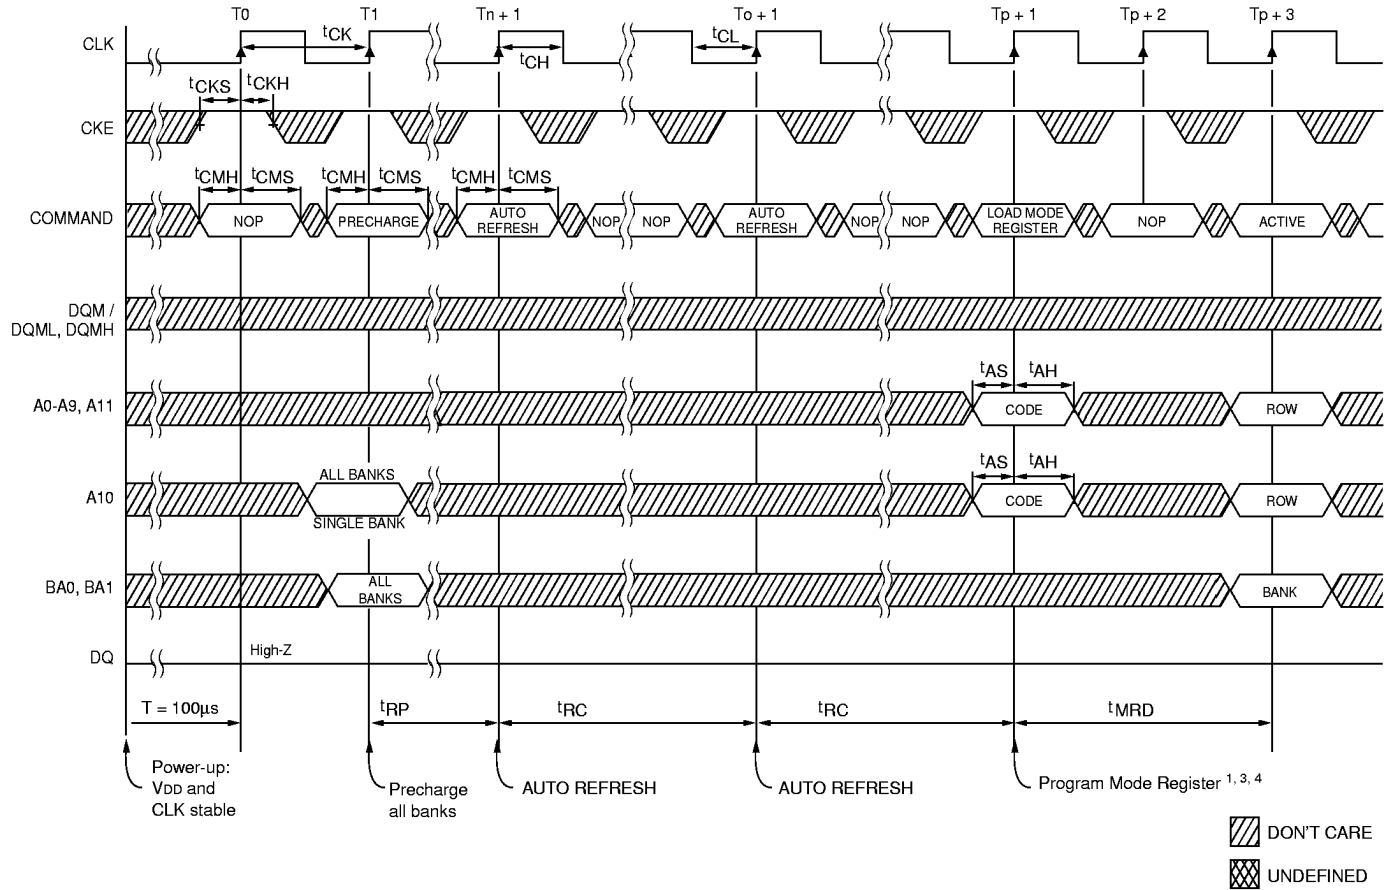 T0 T1 Tn + 1 To + 1 Tp + 1 Tp + 2 Tp + 3
CLK
tCK
tCH
tCL
tCKS tCKH
CKE
tCMH tCMS tCMH tCMS tCMH tCMS
COMMAND
NOP
PRECHARGE
AUTO
REFRESH
NOP
NOP
AUTO
REFRESH
NOP
NOP
LOAD MODE
REGISTER
NOP
ACTIVE
DQM /
DQML, DQMH
tAS tAH
A0-A9, A11
CODE
ROW
tAS tAH
A10
ALL BANKS
SINGLE BANK
CODE
ROW
BA0, BA1
ALL
BANKS
BANK
DQ
High-Z
T = 100μs
tRP
tRC
tRC
tMRD
Power-up:
VDD and
CLK stable
Precharge
all banks
AUTO REFRESH
AUTO REFRESH
Program Mode Register 1, 3, 4
DON'T CARE
UNDEFINED